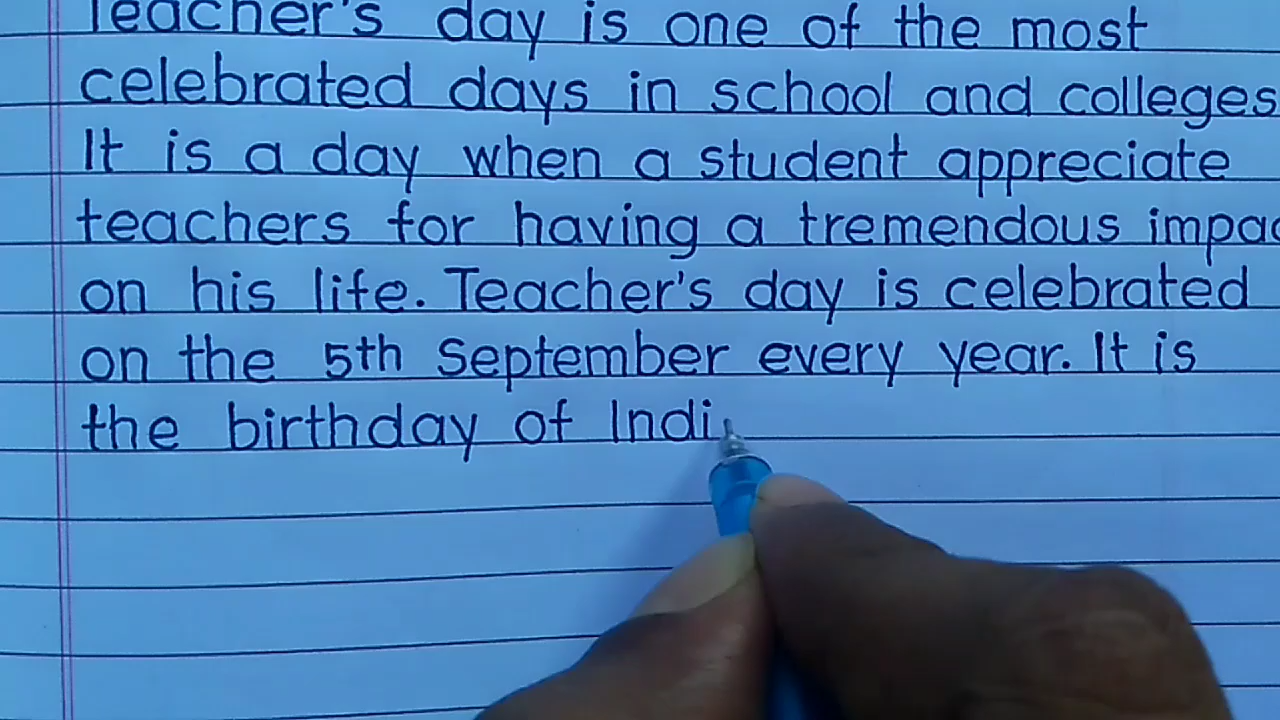 Teacher's day is one of the most
celebrated days in school and colleges
It is a day when a student appreciate
teachers for having a tremendous impac
on his life. Teacher's day is celebrated
on the 5th September every year. It is
the birthday of Indi